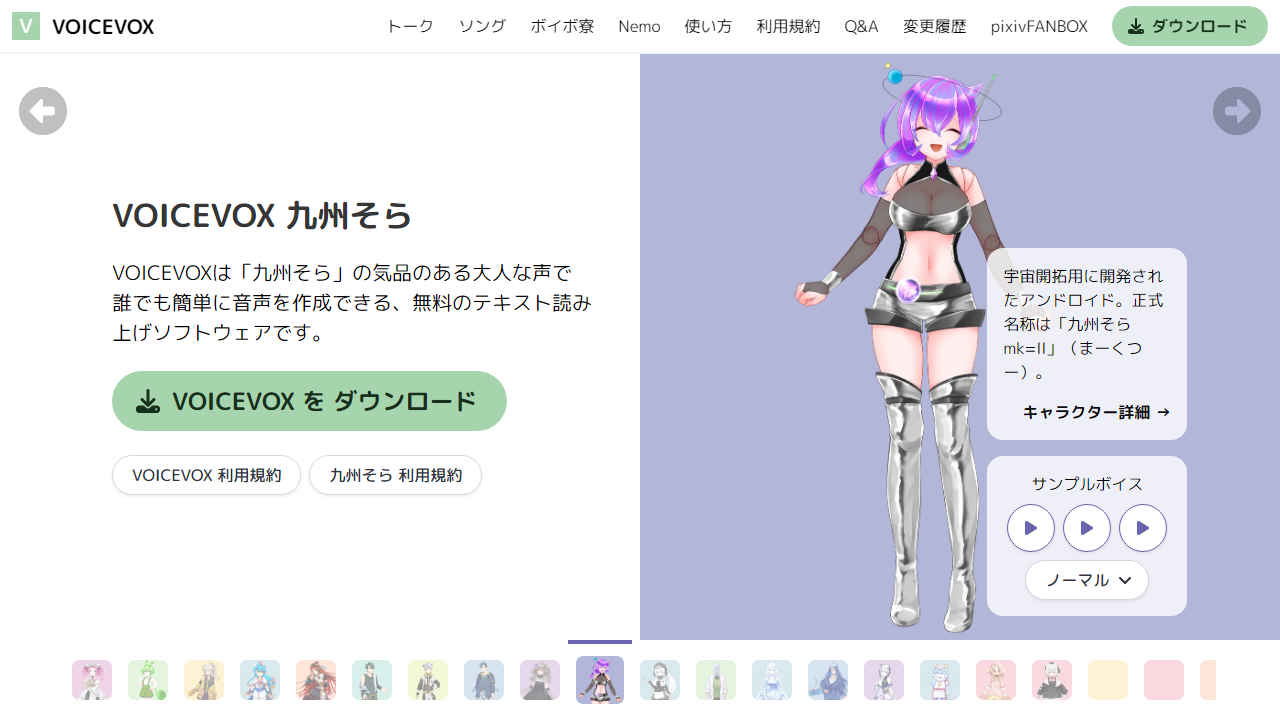 V VOICEVOX
トーク ソング ボイボ寮 Nemo 使い方 利用規約 Q&A 変更履歴 pixivFANBOX ダウンロード
VOICEVOX 九州そら
VOICEVOXは「九州そら」の気品のある大人な声で
誰でも簡単に音声を作成できる、無料のテキスト読み
上げソフトウェアです。
VOICEVOX を ダウンロード
VOICEVOX 利用規約 九州そら 利用規約
宇宙開拓用に開発され
たアンドロイド。正式
名称は「九州そら
mk=II」（まーくつ
ー）。
キャラクター詳細 →
サンプルボイス
ノーマル